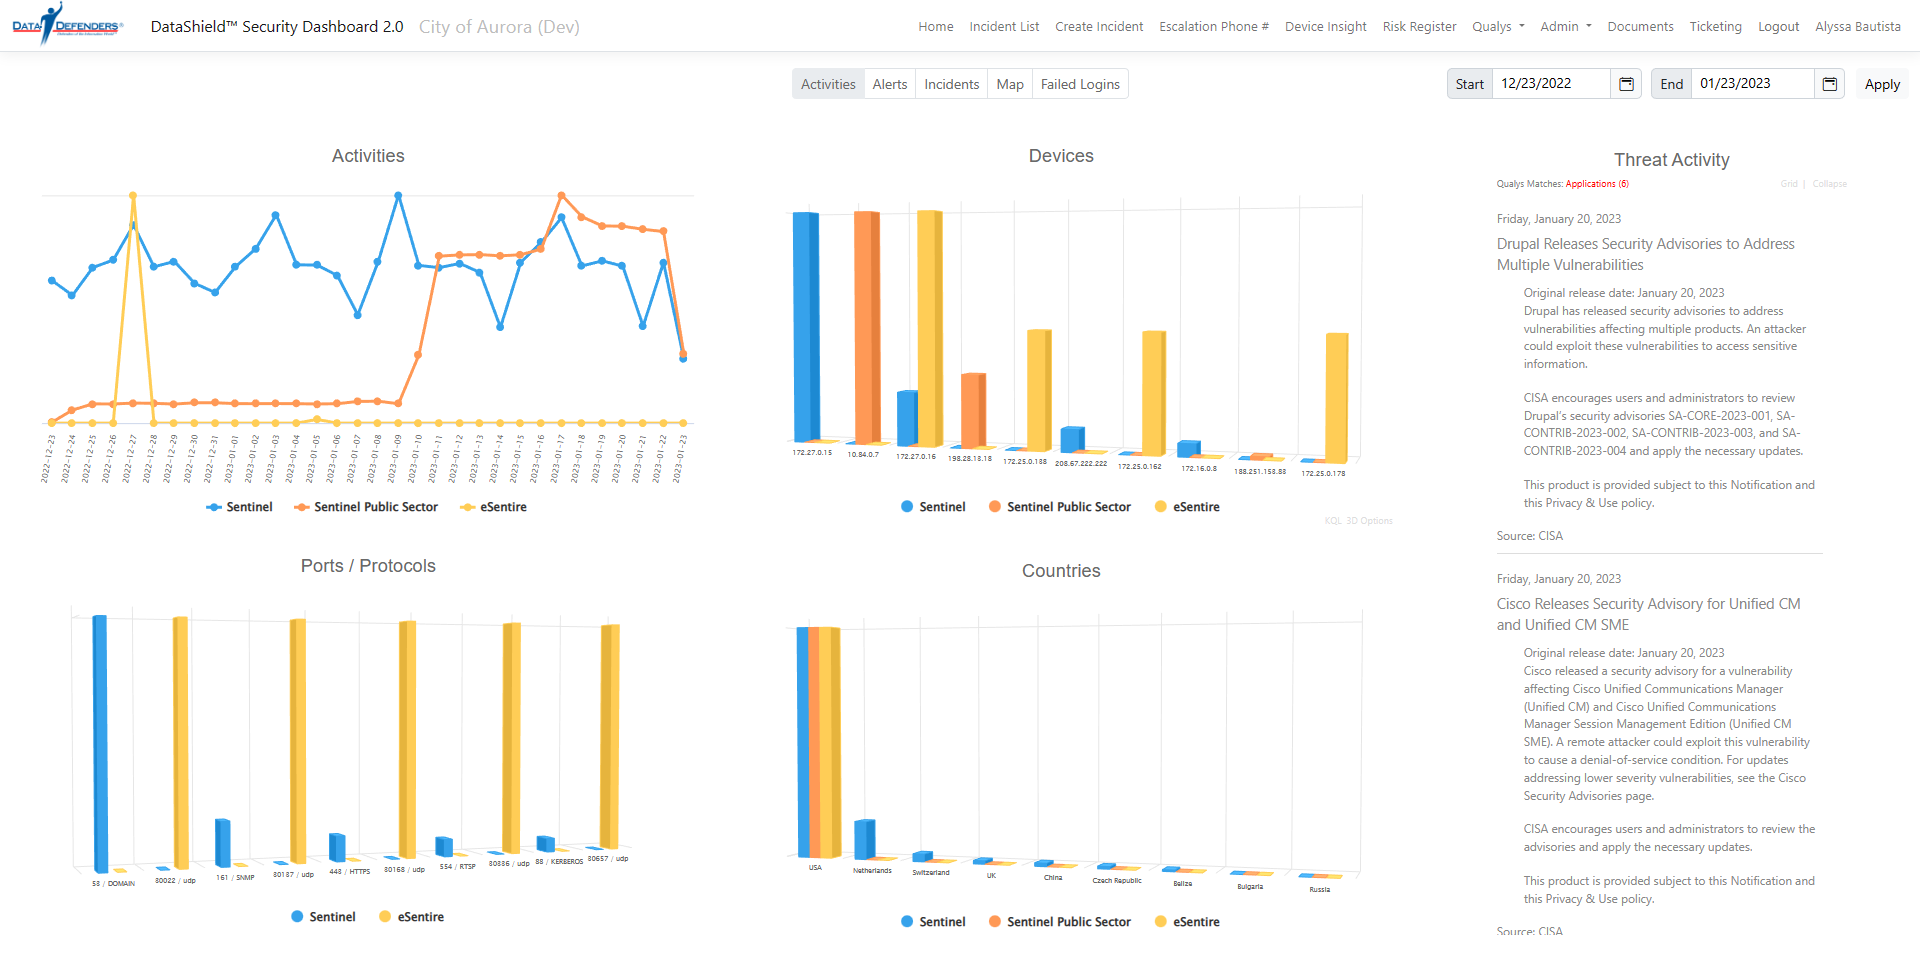 DATA DEFENDERS®
DataShield™ Security Dashboard 2.0 City of Aurora (Dev)
Home Incident List Create Incident Escalation Phone # Device Insight Risk Register Qualys Admin Documents Ticketing Logout Alyssa Bautista
Activities Alerts Incidents Map Failed Logins
Start 12/23/2022 End 01/23/2023 Apply
Activities
2022-12-23 2022-12-24 2022-12-25 2022-12-26 2022-12-27 2022-12-28 2022-12-29 2022-12-30 2022-12-31 2023-01-01 2023-01-02 2023-01-03 2023-01-04 2023-01-05 2023-01-06 2023-01-07 2023-01-08 2023-01-09 2023-01-10 2023-01-11 2023-01-12 2023-01-13 2023-01-14 2023-01-15 2023-01-16 2023-01-17 2023-01-18 2023-01-19 2023-01-20 2023-01-21 2023-01-22 2023-01-23
Sentinel Sentinel Public Sector eSentire
Devices
172.27.0.15 10.84.0.7 172.27.0.16 198.28.18.18 172.25.0.188 208.67.222.222 172.25.0.162 172.16.0.8 188.251.158.88 172.25.0.178
Sentinel Sentinel Public Sector eSentire
KQL 3D Options
Ports / Protocols
53 / DOMAIN 80022 / udp 161 / SNMP 80187 / udp 443 / HTTPS 80168 / udp 554 / RTSP 80886 / udp 88 / KERBEROS 80657 / udp
Sentinel eSentire
Countries
USA Netherlands Switzerland UK China Czech Republic Belize Bulgaria Russia
Sentinel Sentinel Public Sector eSentire
Threat Activity
Qualys Matches: Applications (6) Grid | Collapse
Friday, January 20, 2023
Drupal Releases Security Advisories to Address
Multiple Vulnerabilities
Original release date: January 20, 2023
Drupal has released security advisories to address
vulnerabilities affecting multiple products. An attacker
could exploit these vulnerabilities to access sensitive
information.
CISA encourages users and administrators to review
Drupal's security advisories SA-CORE-2023-001, SA-
CONTRIB-2023-002, SA-CONTRIB-2023-003, and SA-
CONTRIB-2023-004 and apply the necessary updates.
This product is provided subject to this Notification and
this Privacy & Use policy.
Source: CISA
Friday, January 20, 2023
Cisco Releases Security Advisory for Unified CM
and Unified CM SME
Original release date: January 20, 2023
Cisco released a security advisory for a vulnerability
affecting Cisco Unified Communications Manager
(Unified CM) and Cisco Unified Communications
Manager Session Management Edition (Unified CM
SME). A remote attacker could exploit this vulnerability
to cause a denial-of-service condition. For updates
addressing lower severity vulnerabilities, see the Cisco
Security Advisories page.
CISA encourages users and administrators to review the
advisories and apply the necessary updates.
This product is provided subject to this Notification and
this Privacy & Use policy.
Source: CISA